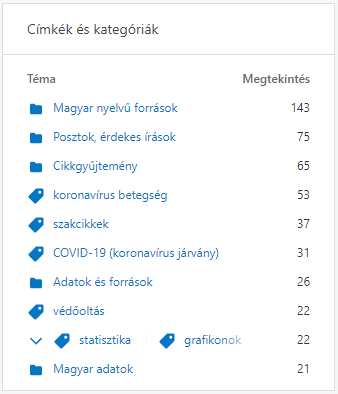 Címkék és kategóriák
Téma Megtekintés
Magyar nyelvű források 143
Posztok, érdekes írások 75
Cikkgyűjtemény 65
koronavírus betegség 53
szakcikkek 37
COVID-19 (koronavírus járvány) 31
Adatok és források 26
védőoltás 22
statisztika grafikonok 22
Magyar adatok 21